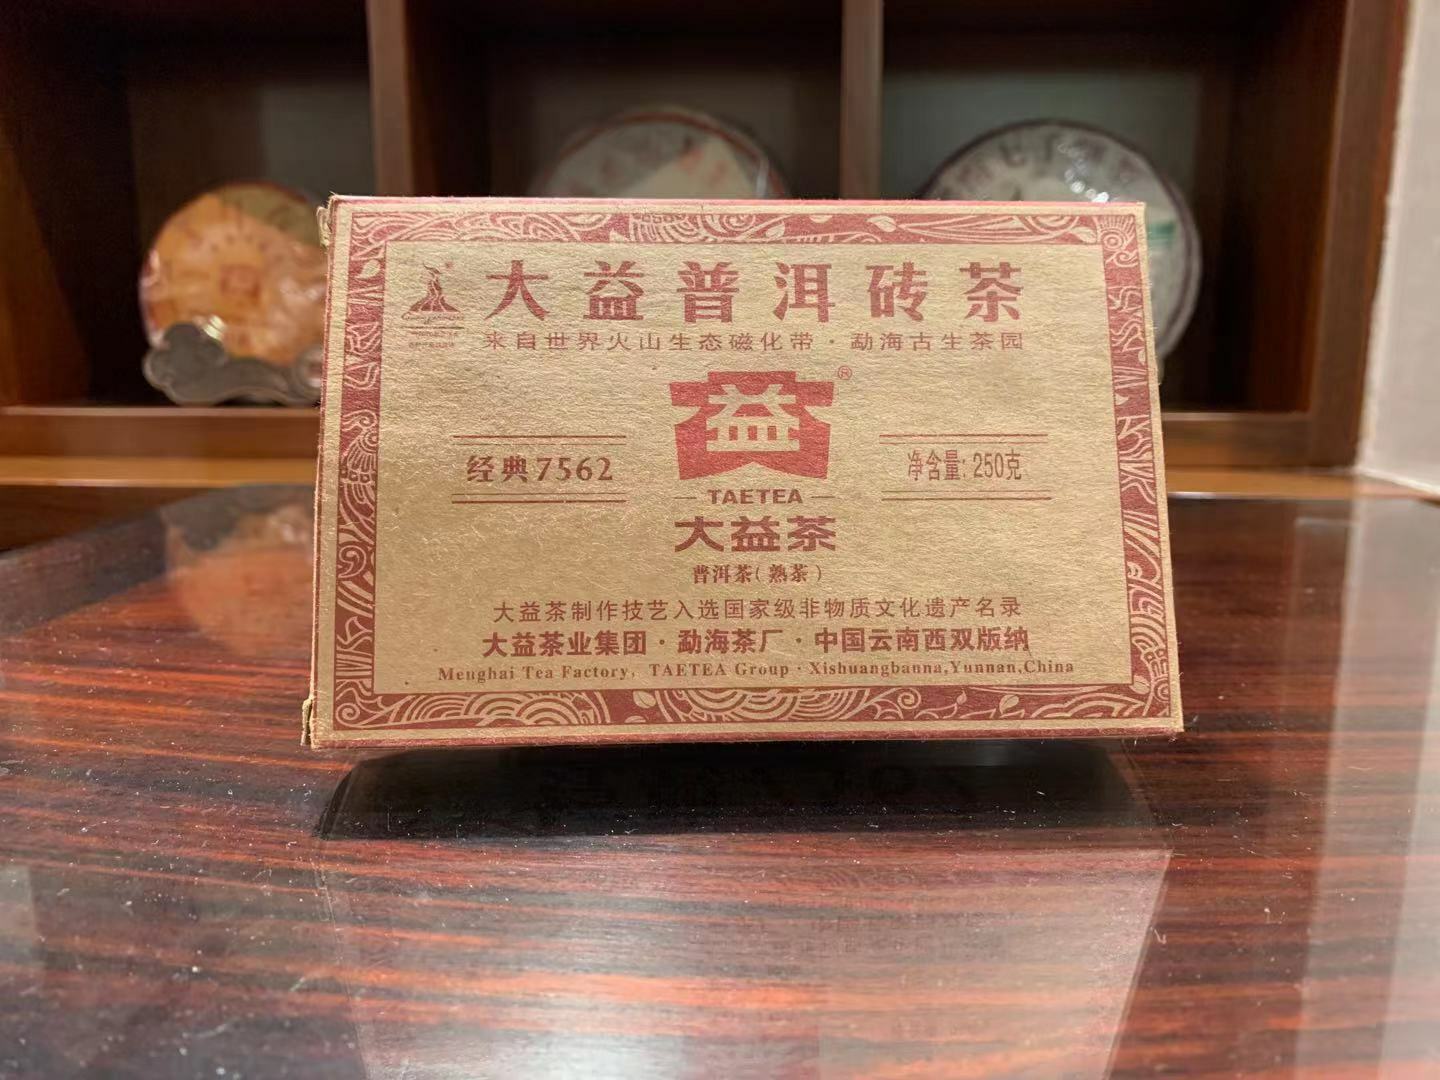 大益普洱砖茶
来自世界火山生态磁化带·勐海古生茶园
益®
经典7562
净含量: 250克
TAETEA
大益茶
普洱茶(熟茶)
大益茶制作技艺入选国家级非物质文化遗产名录
大益茶业集团·勐海茶厂·中国云南西双版纳
Menghai Tea Factory, TAETEA Group·Xishuangbanna,Yunnan,China